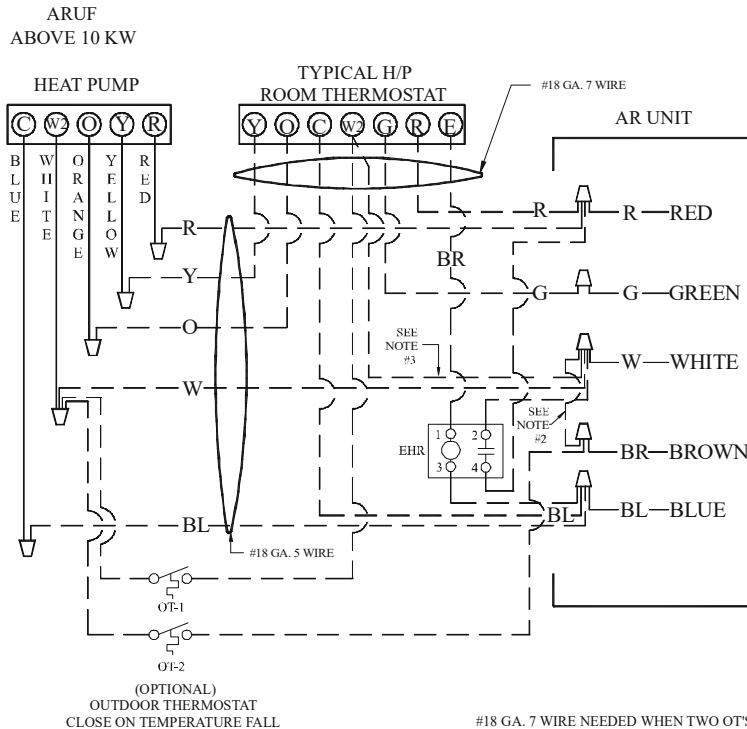 ARUF
ABOVE 10 KW
HEAT PUMP
C W2 O Y R
BLUE
WHITE
ORANGE
YELLOW
RED
TYPICAL H/P
ROOM THERMOSTAT
Y O C W2 G R E
#18 GA. 7 WIRE
AR UNIT
R
R
R
RED
BR
Y
G
G
GREEN
O
SEE
NOTE
#3
W
WHITE
W
SEE
NOTE
#2
EHR
1
2
3
4
BR
BROWN
BL
BL
BL
BLUE
#18 GA. 5 WIRE
OT-1
OT-2
(OPTIONAL)
OUTDOOR THERMOSTAT
CLOSE ON TEMPERATURE FALL
#18 GA. 7 WIRE NEEDED WHEN TWO OT'S